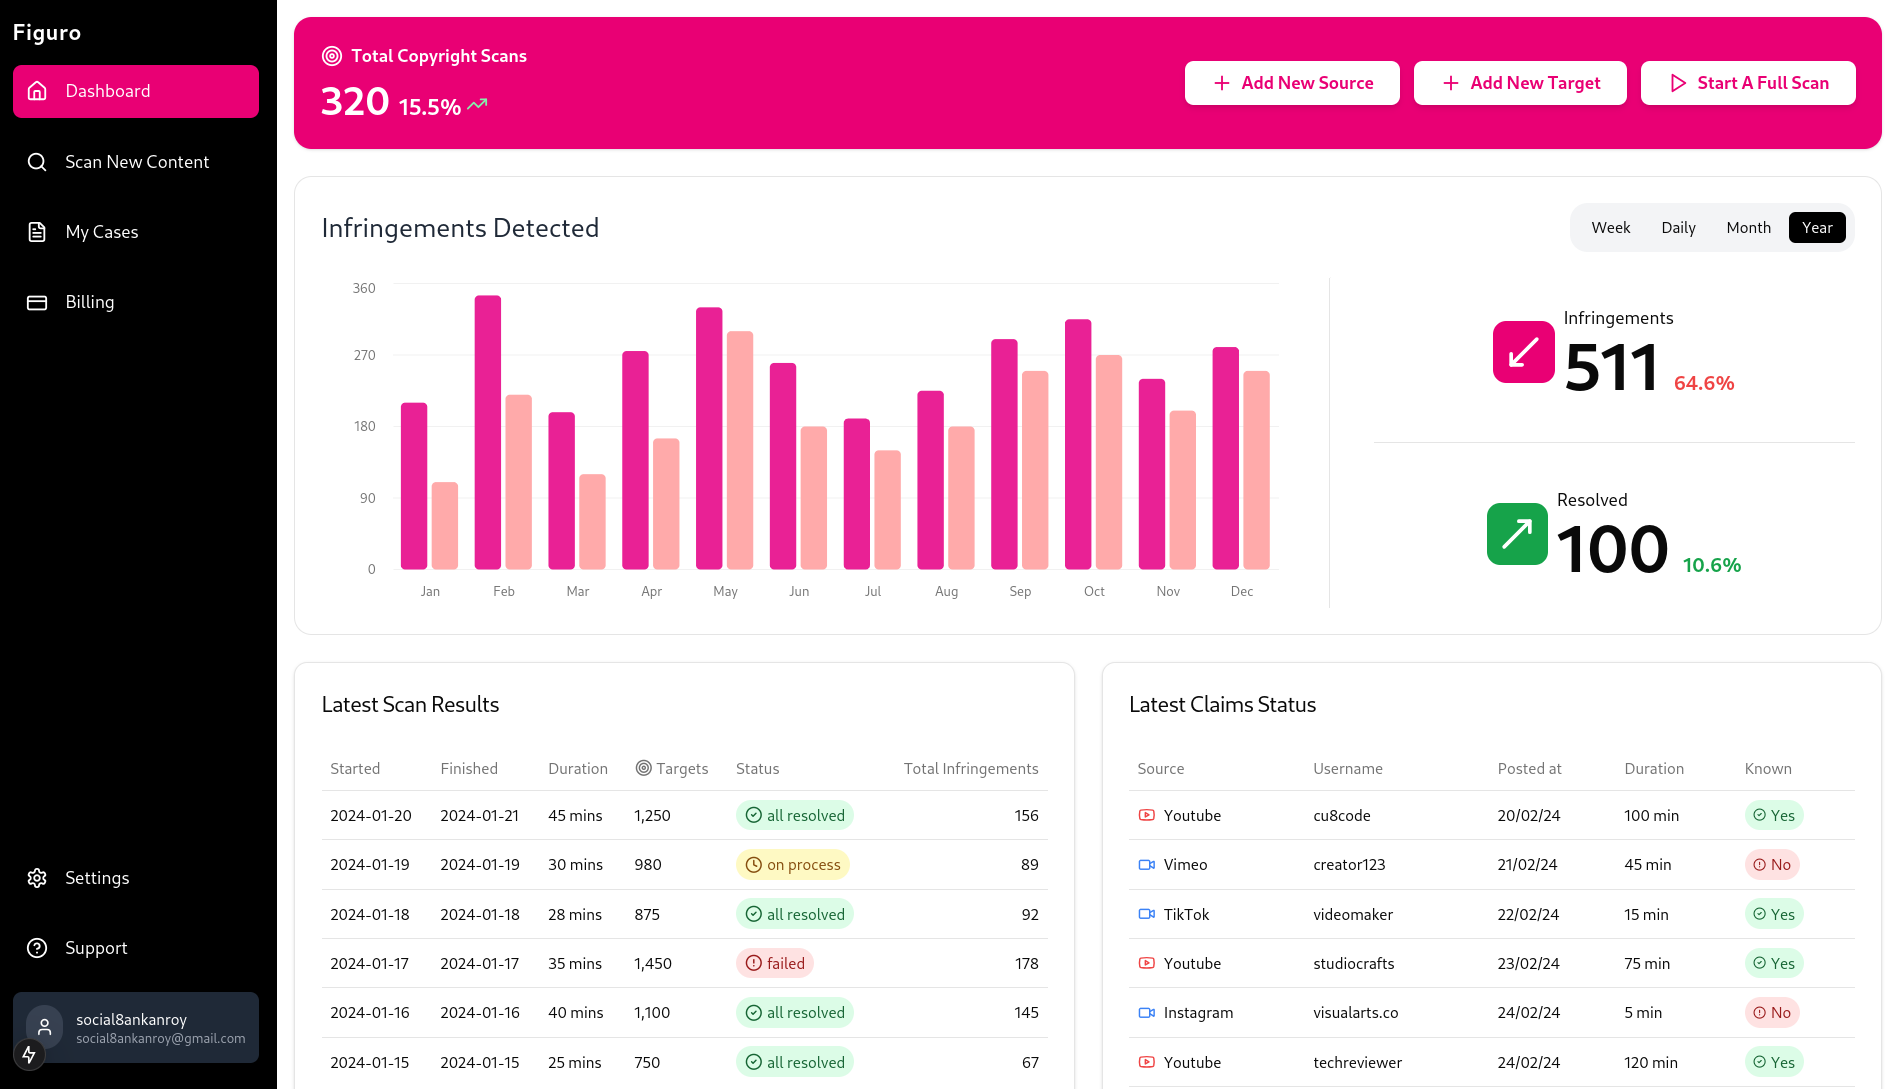 Figuro
Dashboard
Scan New Content
My Cases
Billing
Settings
Support
social8ankanroy
social8ankanroy@gmail.com
Total Copyright Scans
320 15.5%
Add New Source
Add New Target
Start A Full Scan
Infringements Detected
Week Daily Month Year
360
270
180
90
0
Jan Feb Mar Apr May Jun Jul Aug Sep Oct Nov Dec
Infringements
511 64.6%
Resolved
100 10.6%
Latest Scan Results
Started Finished Duration Targets Status Total Infringements
2024-01-20 2024-01-21 45 mins 1,250 all resolved 156
2024-01-19 2024-01-19 30 mins 980 on process 89
2024-01-18 2024-01-18 28 mins 875 all resolved 92
2024-01-17 2024-01-17 35 mins 1,450 failed 178
2024-01-16 2024-01-16 40 mins 1,100 all resolved 145
2024-01-15 2024-01-15 25 mins 750 all resolved 67
Latest Claims Status
Source Username Posted at Duration Known
Youtube cu8code 20/02/24 100 min Yes
Vimeo creator123 21/02/24 45 min No
TikTok videomaker 22/02/24 15 min Yes
Youtube studiocrafts 23/02/24 75 min Yes
Instagram visualarts.co 24/02/24 5 min No
Youtube techreviewer 24/02/24 120 min Yes